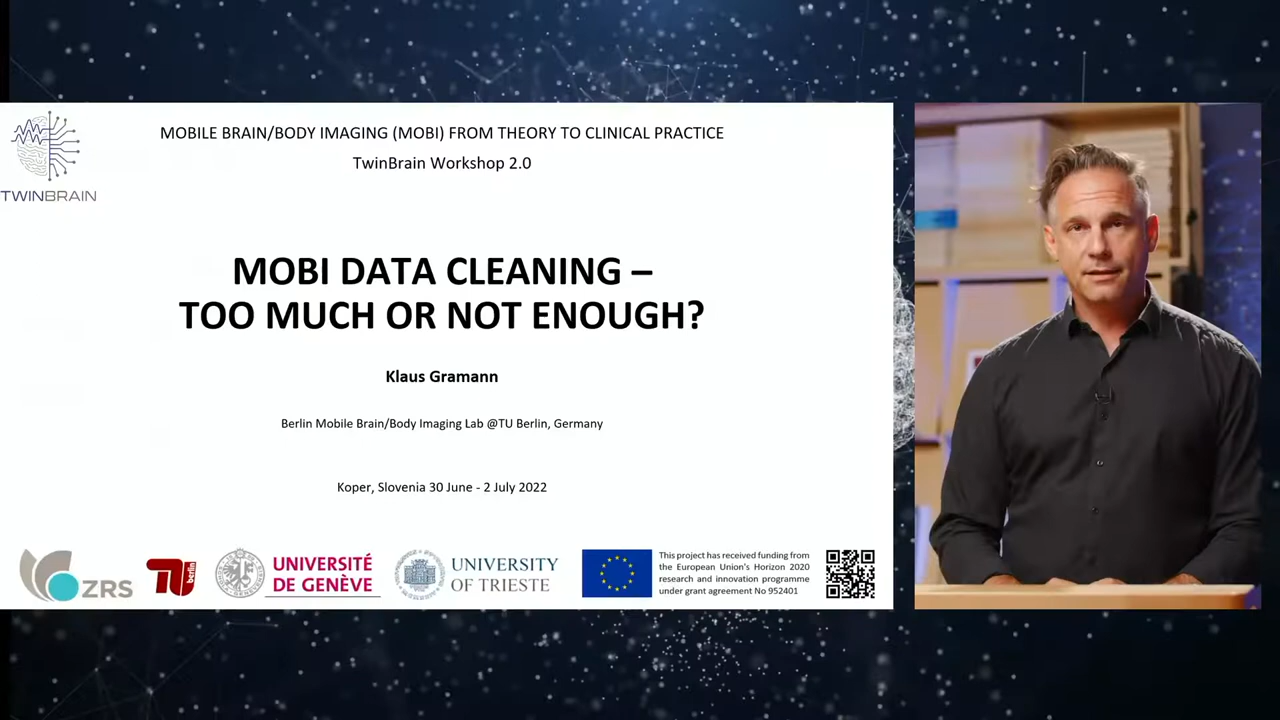 MOBILE BRAIN/BODY IMAGING (MOBI) FROM THEORY TO CLINICAL PRACTICE
TwinBrain Workshop 2.0
TWINBRAIN
MOBI DATA CLEANING –
TOO MUCH OR NOT ENOUGH?
Klaus Gramann
Berlin Mobile Brain/Body Imaging Lab @TU Berlin, Germany
Koper, Slovenia 30 June - 2 July 2022
ZRS
TU berlin
UNIVERSITÉ
DE GENÈVE
UNIVERSITY
OF TRIESTE
This project has received funding from
the European Union's Horizon 2020
research and innovation programme
under grant agreement No 952401